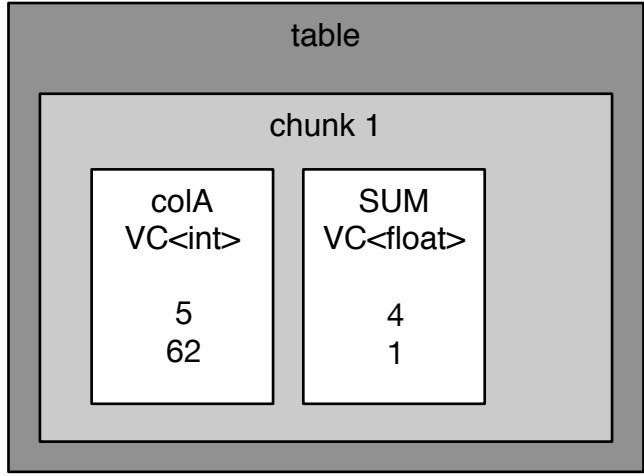 table
chunk 1
colA
VC<int>
5
62
SUM
VC<float>
4
1